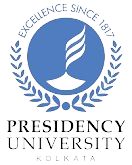 EXCELLENCE SINCE 1817
PRESIDENCY
UNIVERSITY
KOLKATA